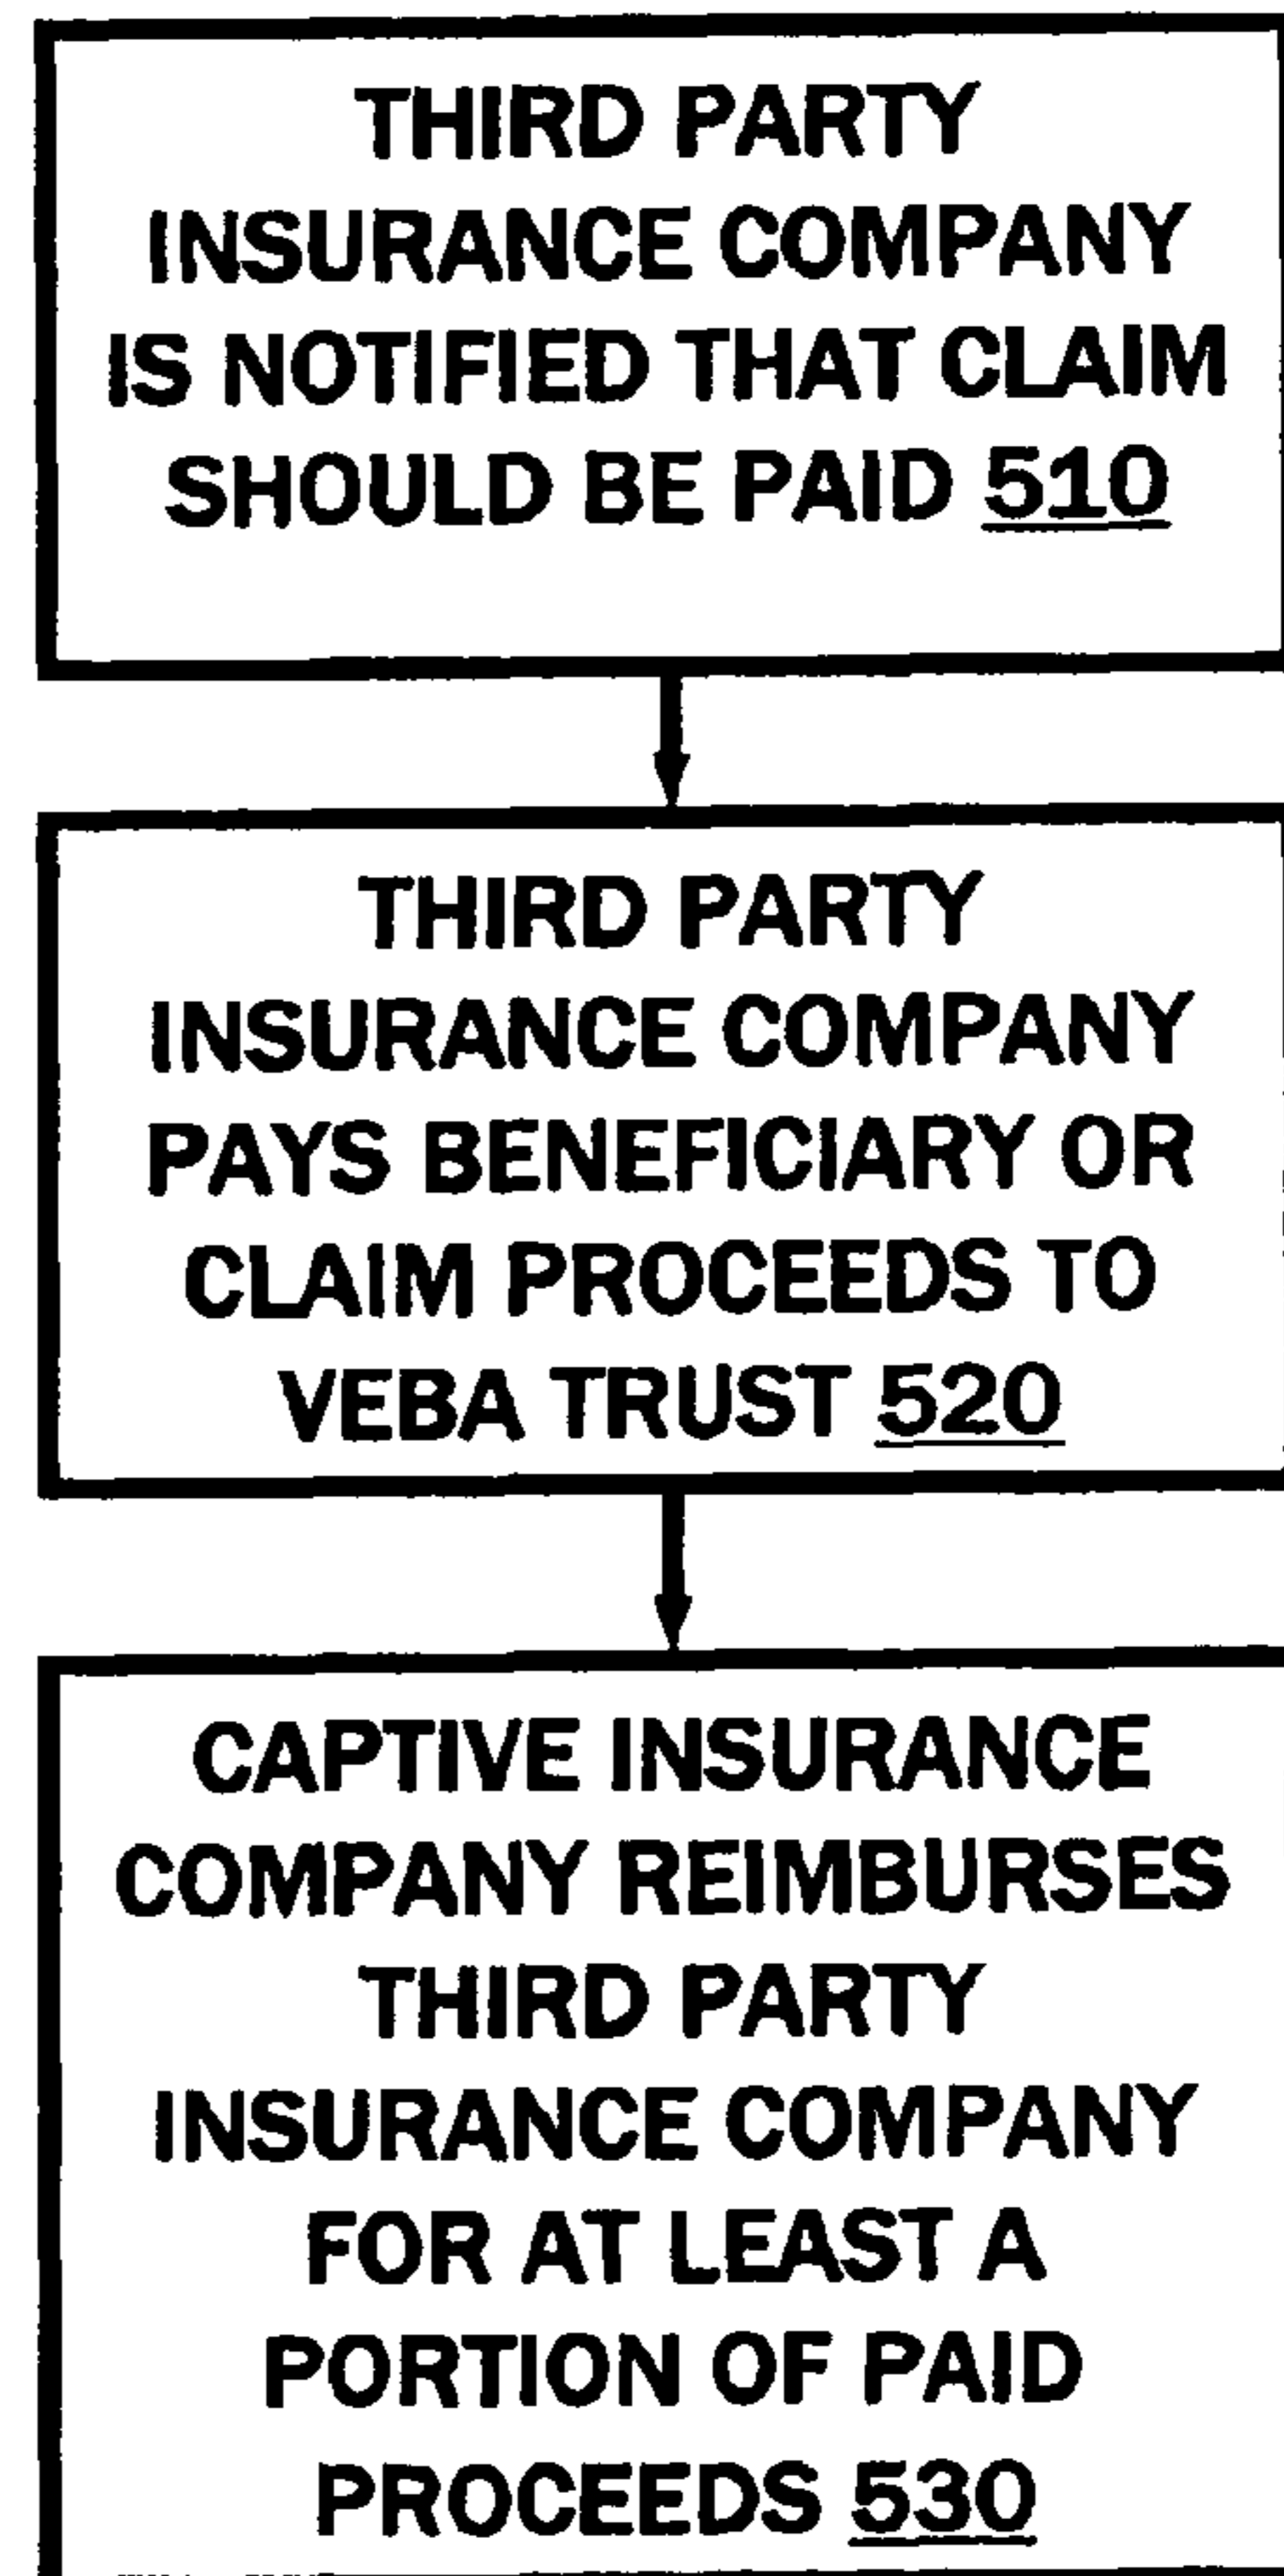 THIRD PARTY
INSURANCE COMPANY
IS NOTIFIED THAT CLAIM
SHOULD BE PAID 510
THIRD PARTY
INSURANCE COMPANY
PAYS BENEFICIARY OR
CLAIM PROCEEDS TO
VEBA TRUST 520
CAPTIVE INSURANCE
COMPANY REIMBURSES
THIRD PARTY
INSURANCE COMPANY
FOR AT LEAST A
PORTION OF PAID
PROCEEDS 530